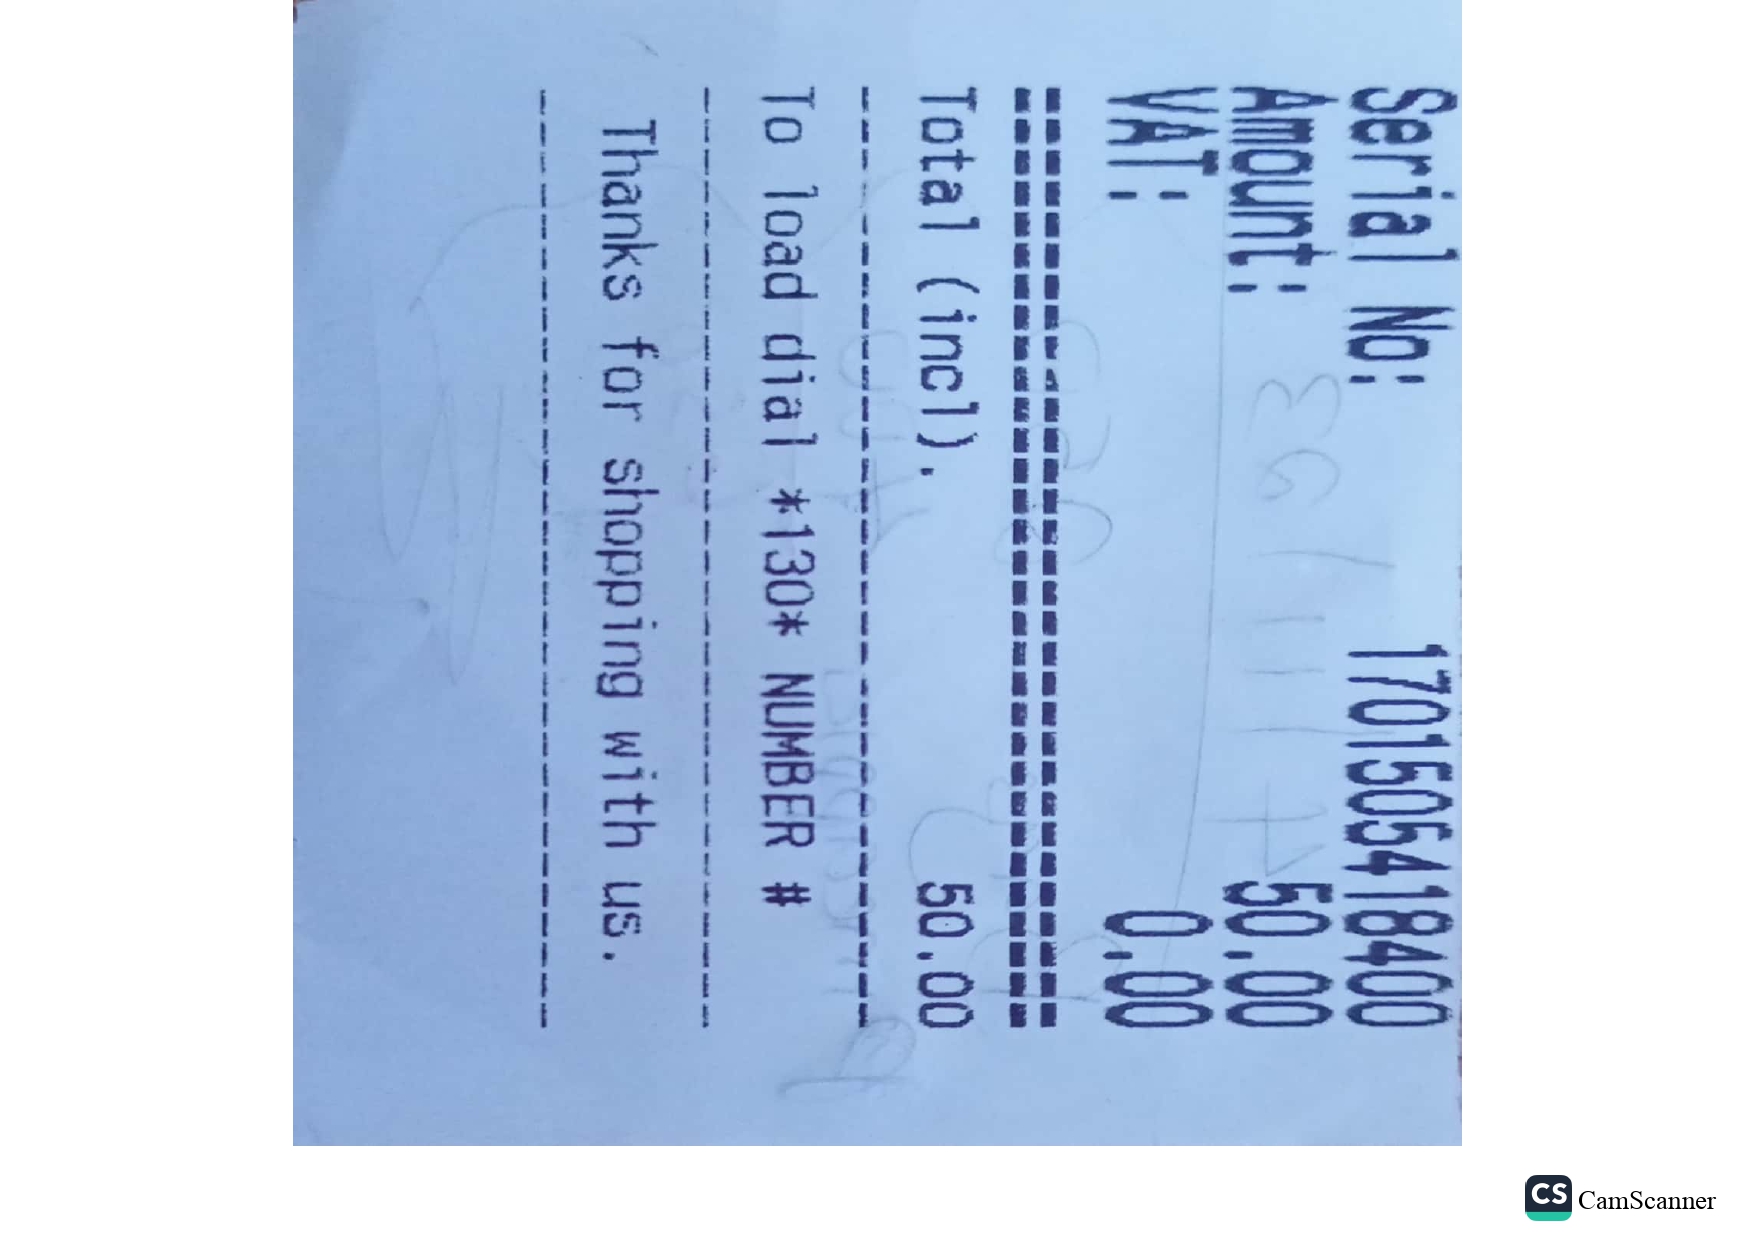 Serial No: 1701505418400
Amount: 50.00
VAT: 0.00
================================
Total (incl). 50.00
--------------------------------
To load dial *130* NUMBER #
--------------------------------
Thanks for shopping with us.
--------------------------------
CS CamScanner